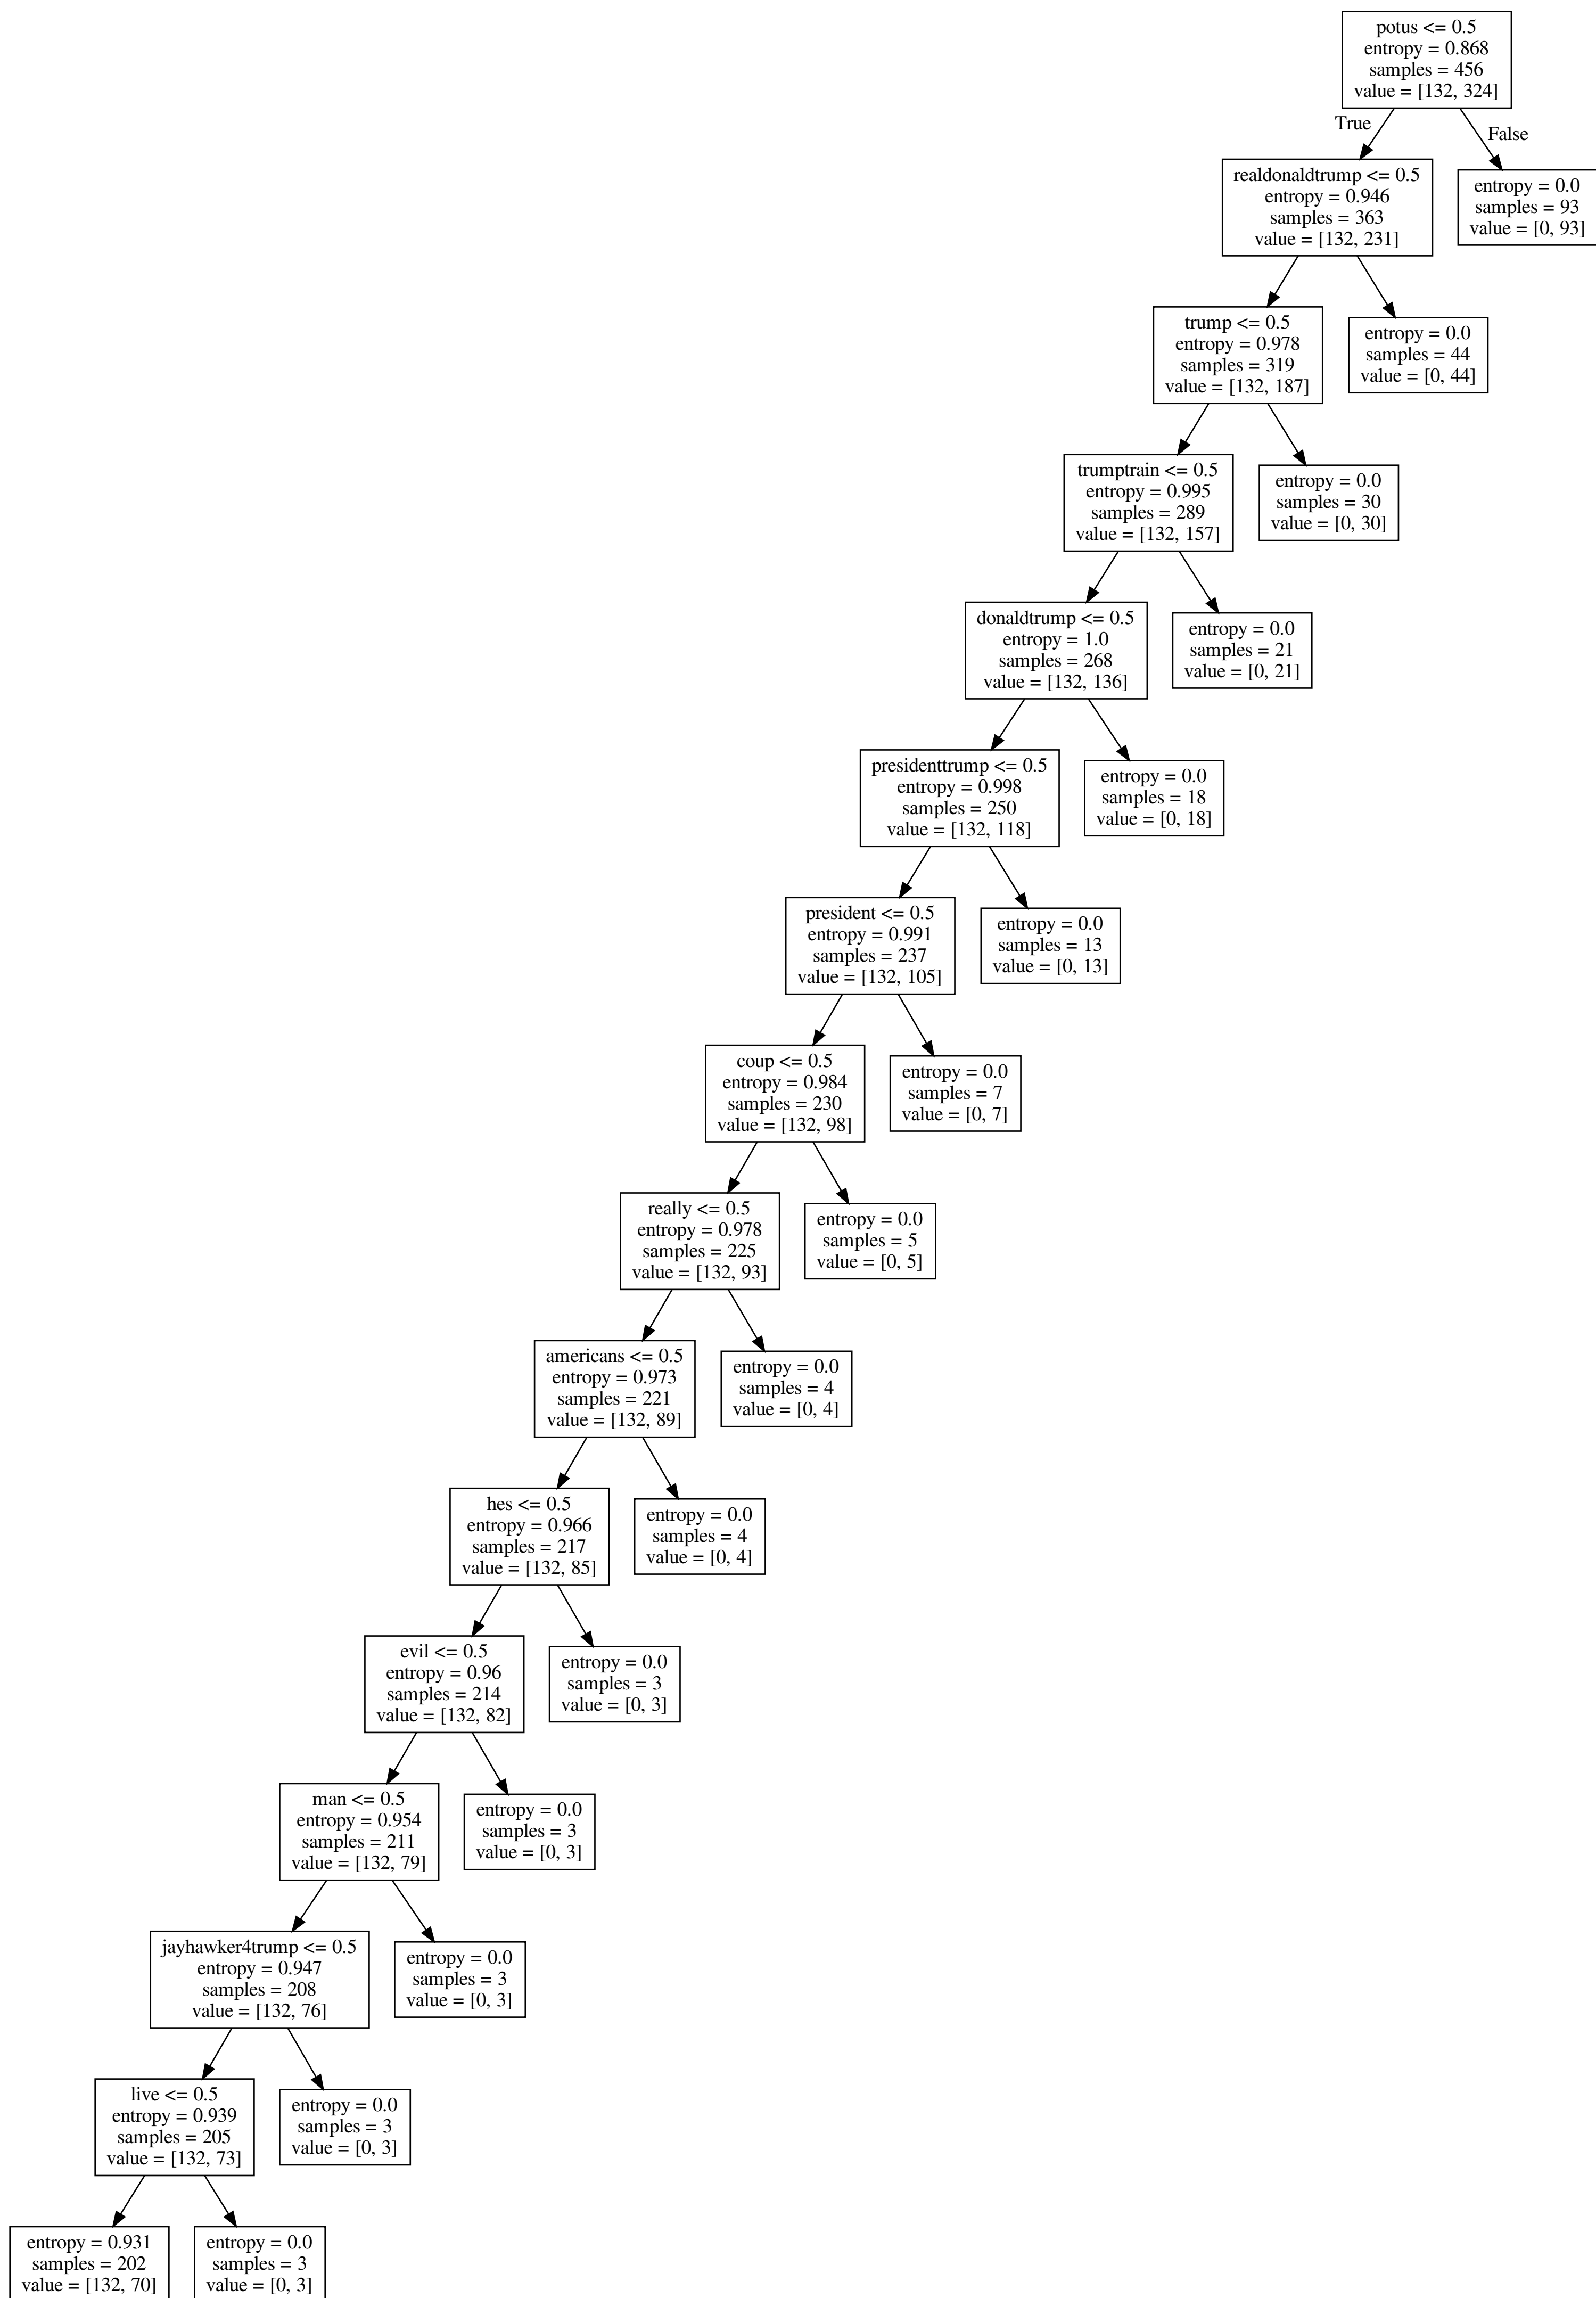 potus <= 0.5
entropy = 0.868
samples = 456
value = [132, 324]
True
False
realdonaldtrump <= 0.5
entropy = 0.946
samples = 363
value = [132, 231]
entropy = 0.0
samples = 93
value = [0, 93]
trump <= 0.5
entropy = 0.978
samples = 319
value = [132, 187]
entropy = 0.0
samples = 44
value = [0, 44]
trumptrain <= 0.5
entropy = 0.995
samples = 289
value = [132, 157]
entropy = 0.0
samples = 30
value = [0, 30]
donaldtrump <= 0.5
entropy = 1.0
samples = 268
value = [132, 136]
entropy = 0.0
samples = 21
value = [0, 21]
presidenttrump <= 0.5
entropy = 0.998
samples = 250
value = [132, 118]
entropy = 0.0
samples = 18
value = [0, 18]
president <= 0.5
entropy = 0.991
samples = 237
value = [132, 105]
entropy = 0.0
samples = 13
value = [0, 13]
coup <= 0.5
entropy = 0.984
samples = 230
value = [132, 98]
entropy = 0.0
samples = 7
value = [0, 7]
really <= 0.5
entropy = 0.978
samples = 225
value = [132, 93]
entropy = 0.0
samples = 5
value = [0, 5]
americans <= 0.5
entropy = 0.973
samples = 221
value = [132, 89]
entropy = 0.0
samples = 4
value = [0, 4]
hes <= 0.5
entropy = 0.966
samples = 217
value = [132, 85]
entropy = 0.0
samples = 4
value = [0, 4]
evil <= 0.5
entropy = 0.96
samples = 214
value = [132, 82]
entropy = 0.0
samples = 3
value = [0, 3]
man <= 0.5
entropy = 0.954
samples = 211
value = [132, 79]
entropy = 0.0
samples = 3
value = [0, 3]
jayhawker4trump <= 0.5
entropy = 0.947
samples = 208
value = [132, 76]
entropy = 0.0
samples = 3
value = [0, 3]
live <= 0.5
entropy = 0.939
samples = 205
value = [132, 73]
entropy = 0.0
samples = 3
value = [0, 3]
entropy = 0.931
samples = 202
value = [132, 70]
entropy = 0.0
samples = 3
value = [0, 3]